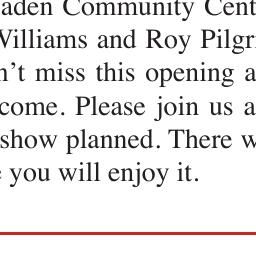 aden Community Cent
Williams and Roy Pilgr
n't miss this opening a
come. Please join us a
show planned. There w
you will enjoy it.